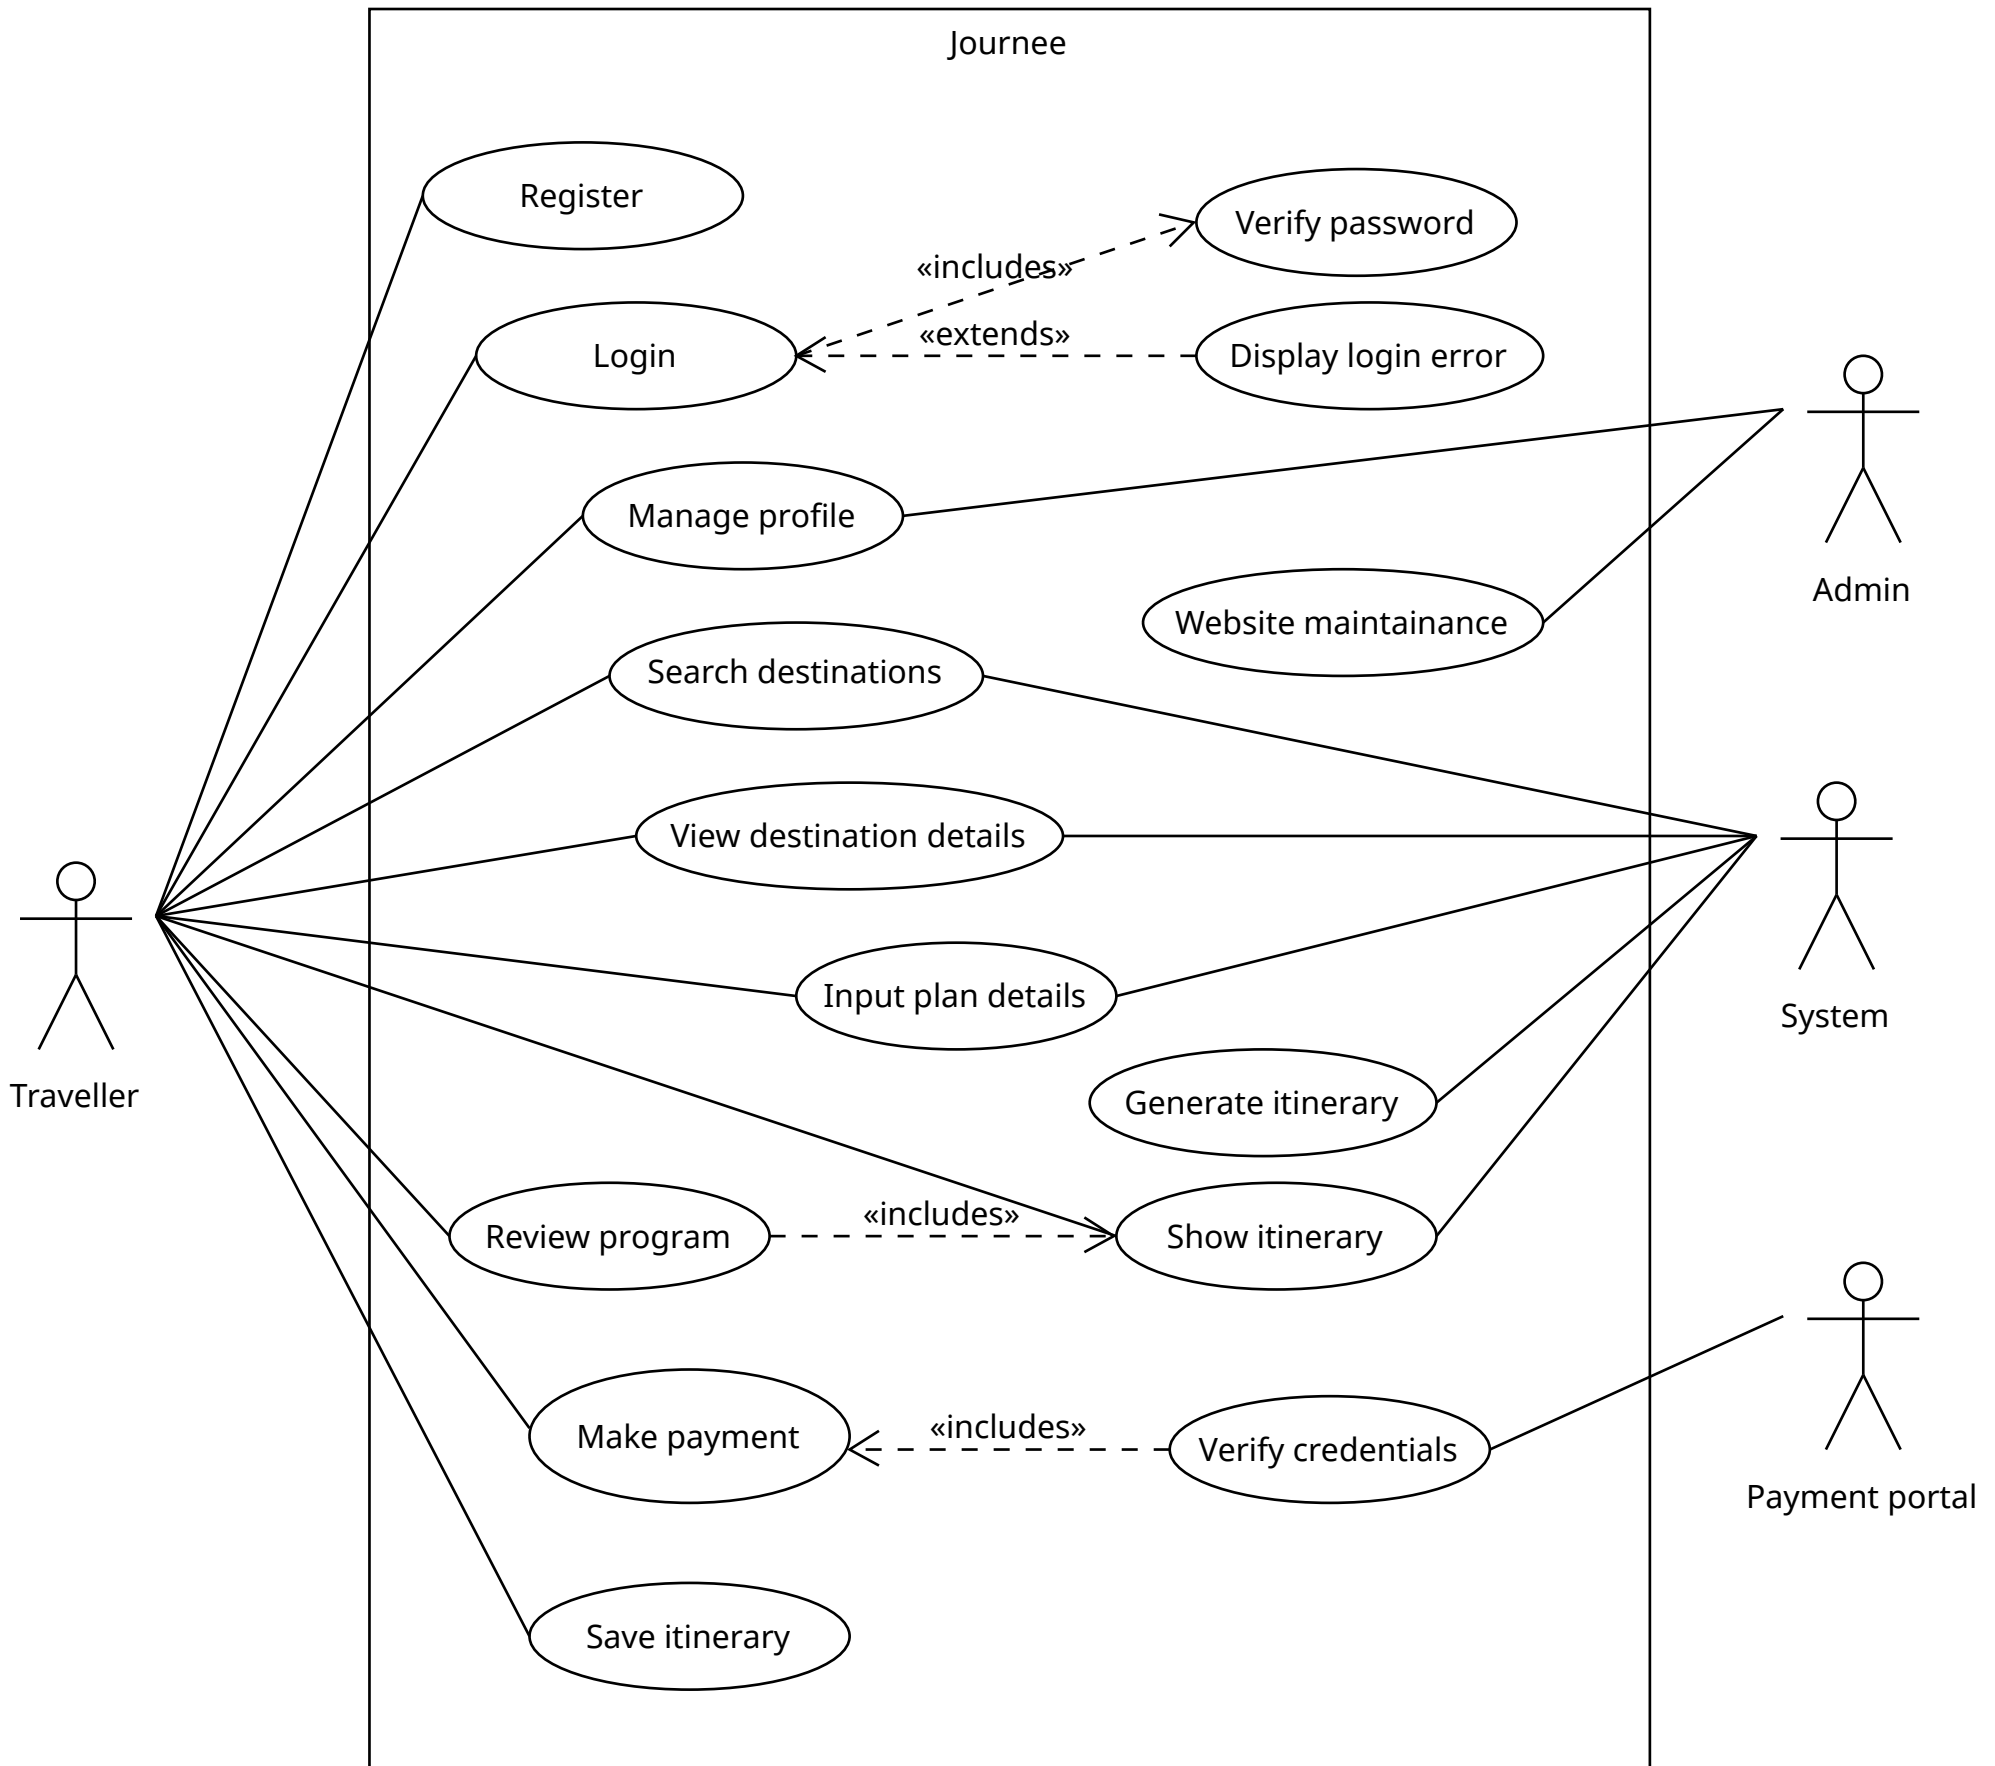 Journee
Register
Verify password
«includes»
Login
«extends»
Display login error
Manage profile
Admin
Website maintainance
Search destinations
View destination details
System
Input plan details
Traveller
Generate itinerary
Review program
«includes»
Show itinerary
Make payment
«includes»
Verify credentials
Payment portal
Save itinerary